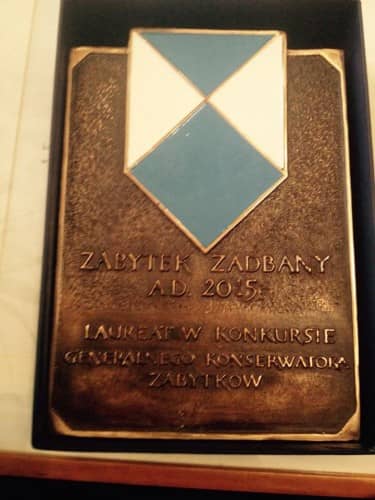 ZABYTEK ZADBANY
A.D. 2015
LAUREAT W KONKURSIE
GENERALNEGO KONSERWATORA
ZABYTKÓW